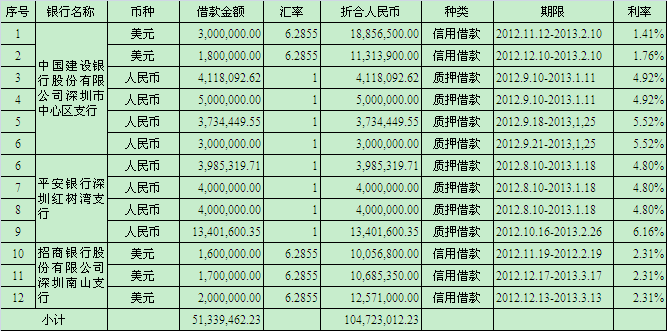 序号 银行名称 币种 借款金额 汇率 折合人民币 种类 期限 利率
中国建设银行股份有限公司深圳市中心区支行
1 美元 3,000,000.00 6.2855 18,856,500.00 信用借款 2012.11.12-2013.2.10 1.41%
2 美元 1,800,000.00 6.2855 11,313,900.00 信用借款 2012.11.12-2013.2.10 1.76%
3 人民币 4,118,092.62 1 4,118,092.62 质押借款 2012.9.10-2013.1.11 4.92%
4 人民币 5,000,000.00 1 5,000,000.00 质押借款 2012.9.10-2013.1.11 4.92%
5 人民币 3,734,449.55 1 3,734,449.55 质押借款 2012.9.18-2013,1,25 5.52%
6 人民币 3,000,000.00 1 3,000,000.00 质押借款 2012.9.21-2013,1,25 5.52%
平安银行深圳红树湾支行
6 人民币 3,985,319.71 1 3,985,319.71 质押借款 2012.8.10-2013.1.18 4.80%
7 人民币 4,000,000.00 1 4,000,000.00 质押借款 2012.8.10-2013.1.18 4.80%
8 人民币 4,000,000.00 1 4,000,000.00 质押借款 2012.8.10-2013.1.18 4.80%
9 人民币 13,401,600.35 1 13,401,600.35 质押借款 2012.10.16-2013.2.26 6.16%
招商银行股份有限公司深圳南山支行
10 美元 1,600,000.00 6.2855 10,056,800.00 信用借款 2012.11.19-2012.2.19 2.31%
11 美元 1,700,000.00 6.2855 10,685,350.00 信用借款 2012.12.17-2013.3.17 2.31%
12 美元 2,000,000.00 6.2855 12,571,000.00 信用借款 2012.12.13-2013.3.13 2.31%
小计 51,339,462.23 104,723,012.23